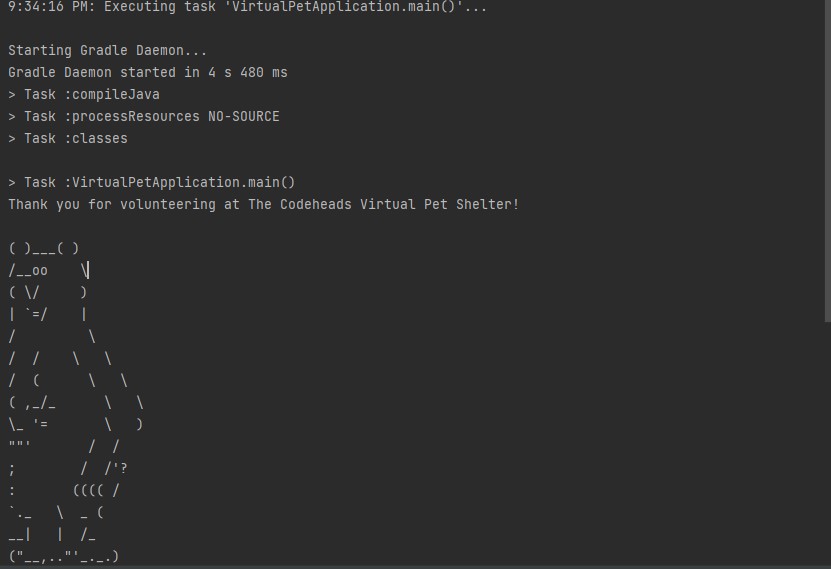 9:34:16 PM: Executing task 'VirtualPetApplication.main()'...

Starting Gradle Daemon...
Gradle Daemon started in 4 s 480 ms
> Task :compileJava
> Task :processResources NO-SOURCE
> Task :classes

> Task :VirtualPetApplication.main()
Thank you for volunteering at The Codeheads Virtual Pet Shelter!

( )___( )
/__oo    \
( \/     )
| `=/    |
/         \
/  /    \   \
/  (      \   \
( ,_/_      \   \
\_ '=       \   )
""'       /  /
;        /  /'?
:       (((( /
`._   \  _ (
__|   |  /_
("__,.."'_._.)